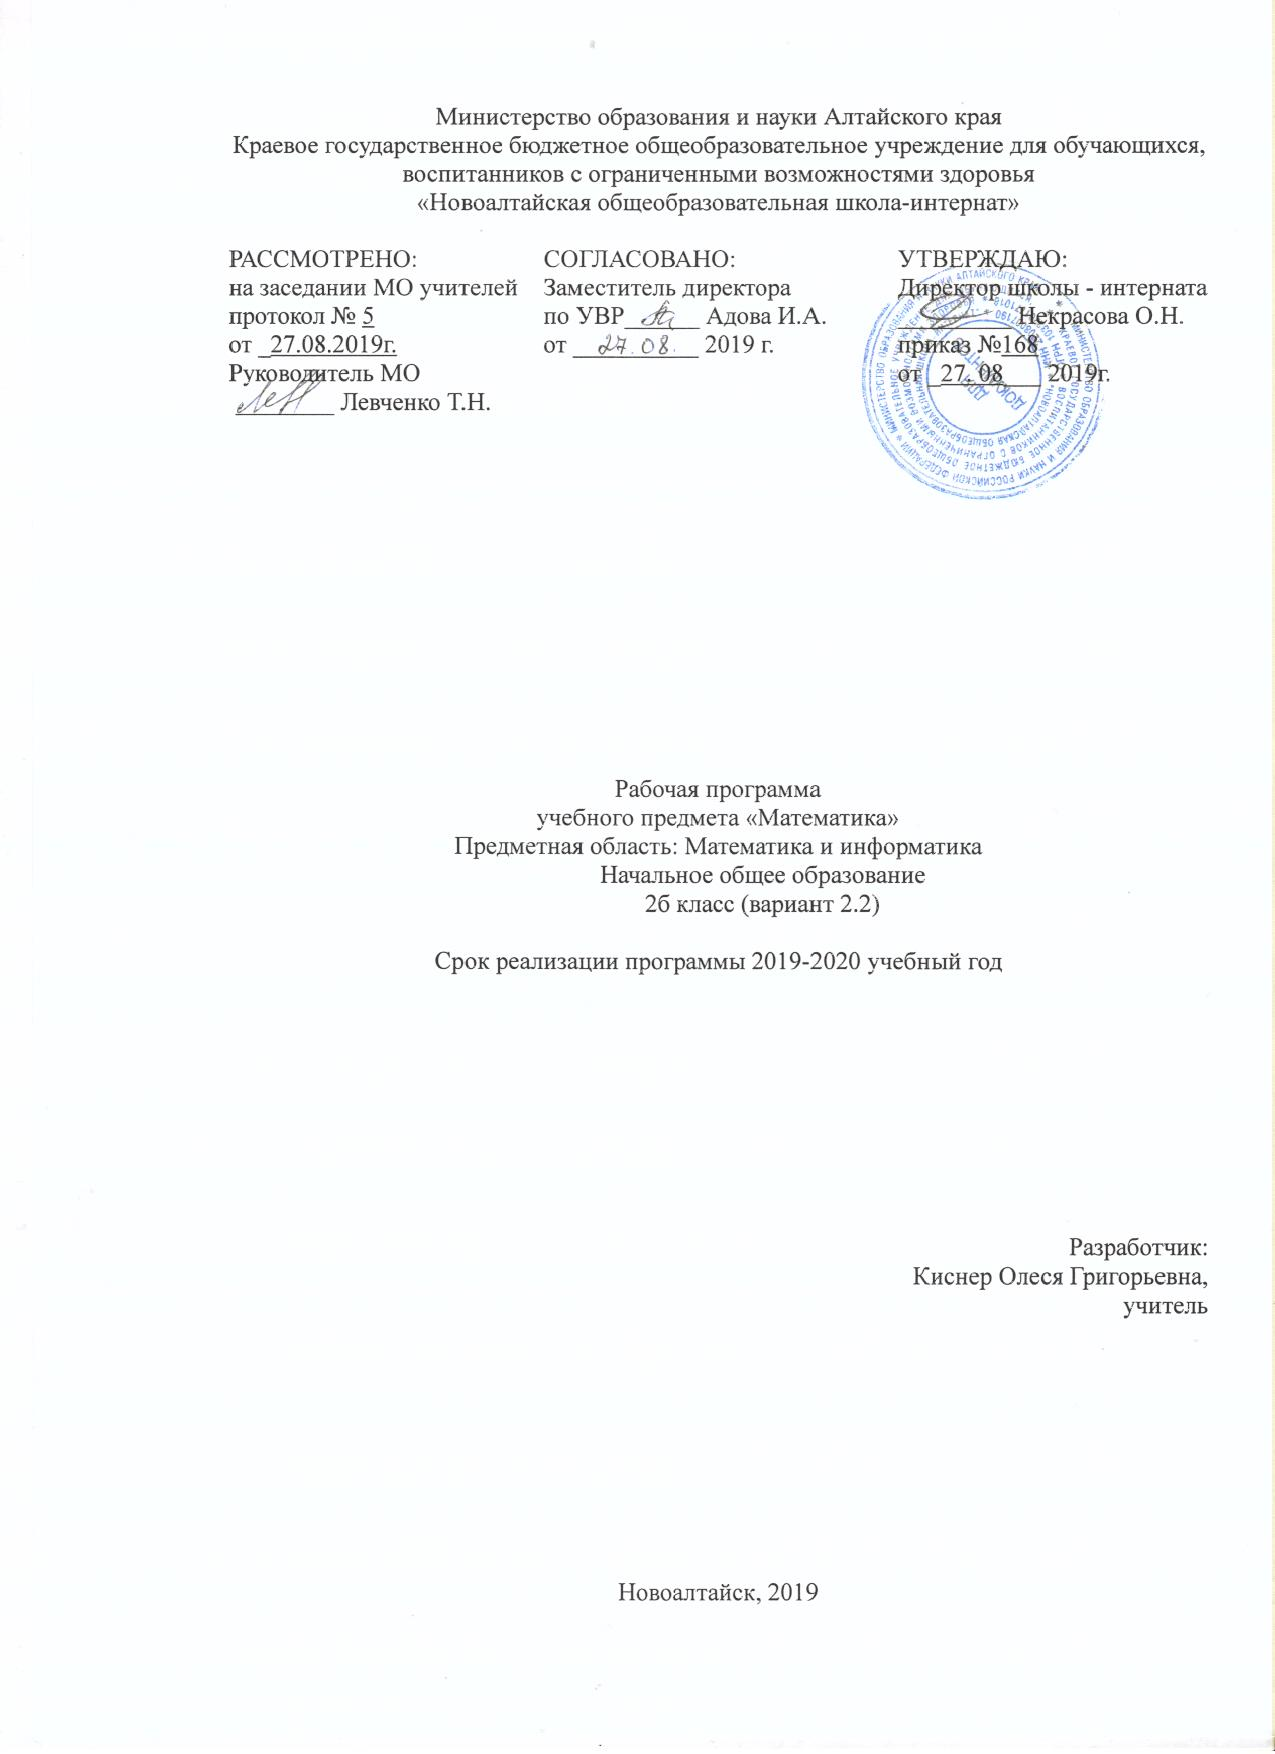 Министерство образования и науки Алтайского края
Краевое государственное бюджетное общеобразовательное учреждение для обучающихся,
воспитанников с ограниченными возможностями здоровья
«Новоалтайская общеобразовательная школа-интернат»
РАССМОТРЕНО:
на заседании МО учителей
протокол № 5
от _27.08.2019г.
Руководитель МО
________ Левченко Т.Н.
СОГЛАСОВАНО:
Заместитель директора
по УВР______ Адова И.А.
от 27.08. 2019 г.
УТВЕРЖДАЮ:
Директор школы - интерната
_________ Некрасова О.Н.
приказ №168
от _27_08___ 2019г.
ДЛЯ
ДОКУМЕНТОВ
Рабочая программа
учебного предмета «Математика»
Предметная область: Математика и информатика
Начальное общее образование
2б класс (вариант 2.2)
Срок реализации программы 2019-2020 учебный год
Разработчик:
Киснер Олеся Григорьевна,
учитель
Новоалтайск, 2019